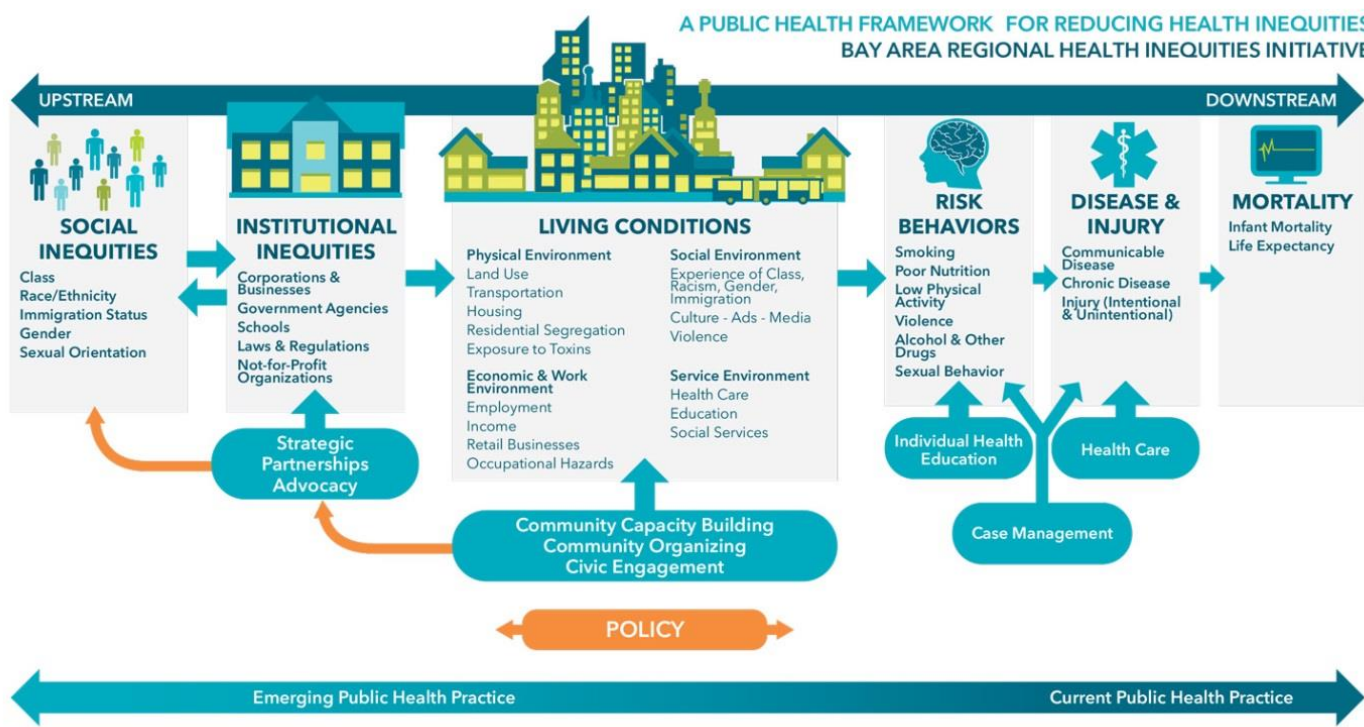 A PUBLIC HEALTH FRAMEWORK FOR REDUCING HEALTH INEQUITIES
BAY AREA REGIONAL HEALTH INEQUITIES INITIATIVE
UPSTREAM
DOWNSTREAM
SOCIAL
INEQUITIES
Class
Race/Ethnicity
Immigration Status
Gender
Sexual Orientation
INSTITUTIONAL
INEQUITIES
Corporations &
Businesses
Government Agencies
Schools
Laws & Regulations
Not-for-Profit
Organizations
LIVING CONDITIONS
Physical Environment
Land Use
Transportation
Housing
Residential Segregation
Exposure to Toxins
Economic & Work
Environment
Employment
Income
Retail Businesses
Occupational Hazards
Social Environment
Experience of Class,
Racism, Gender,
Immigration
Culture - Ads - Media
Violence
Service Environment
Health Care
Education
Social Services
RISK
BEHAVIORS
Smoking
Poor Nutrition
Low Physical
Activity
Violence
Alcohol & Other
Drugs
Sexual Behavior
DISEASE &
INJURY
Communicable
Disease
Chronic Disease
Injury (Intentional
& Unintentional)
MORTALITY
Infant Mortality
Life Expectancy
Strategic
Partnerships
Advocacy
Community Capacity Building
Community Organizing
Civic Engagement
Individual Health
Education
Health Care
Case Management
POLICY
Emerging Public Health Practice
Current Public Health Practice